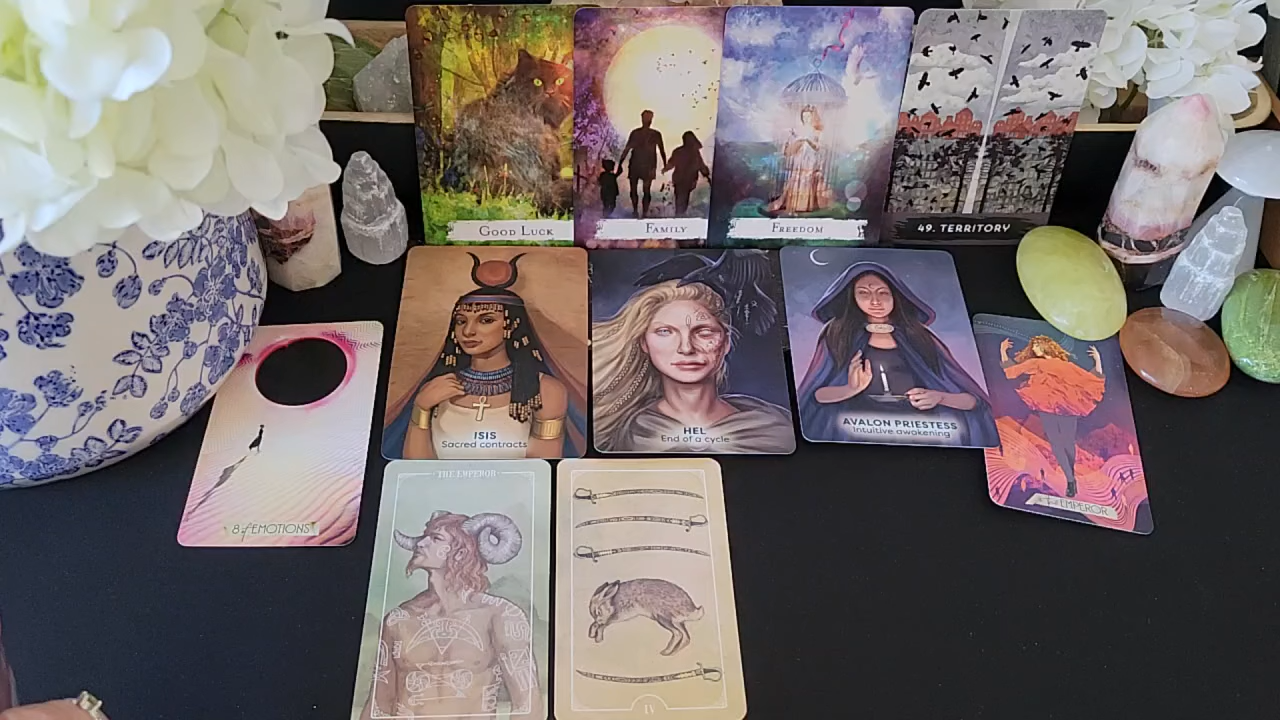 GOOD LUCK
FAMILY
FREEDOM
49. TERRITORY
ISIS
Sacred contracts
HEL
End of a cycle
AVALON PRIESTESS
Intuitive awakening
8 of EMOTIONS
EMPEROR
THE EMPEROR
IV